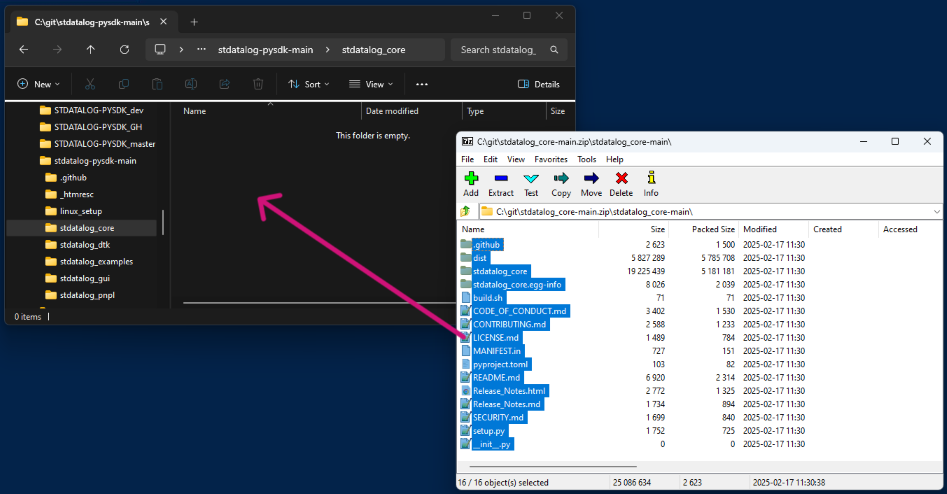 C:\git\stdatalog-pysdk-main\s
stdatalog-pysdk-main
stdatalog_core
Search stdatalog_
New
Sort
View
Details
STDATALOG-PYSDK_dev
STDATALOG-PYSDK_GH
STDATALOG-PYSDK_master
stdatalog-pysdk-main
.github
_htmresc
linux_setup
stdatalog_core
stdatalog_dtk
stdatalog_examples
stdatalog_gui
stdatalog_pnpl
Name Date modified Type Size
This folder is empty.
0 items
7z C:\git\stdatalog_core-main.zip\stdatalog_core-main\
File Edit View Favorites Tools Help
Add Extract Test Copy Move Delete Info
C:\git\stdatalog_core-main.zip\stdatalog_core-main\
Name Size Packed Size Modified Created Accessed
.github 2 623 1 500 2025-02-17 11:30
dist 5 827 289 5 785 708 2025-02-17 11:30
stdatalog_core 19 225 439 5 181 181 2025-02-17 11:30
stdatalog_core.egg-info 8 026 2 039 2025-02-17 11:30
build.sh 71 71 2025-02-17 11:30
CODE_OF_CONDUCT.md 3 402 1 530 2025-02-17 11:30
CONTRIBUTING.md 2 588 1 233 2025-02-17 11:30
LICENSE.md 1 489 784 2025-02-17 11:30
MANIFEST.in 727 151 2025-02-17 11:30
pyproject.toml 103 82 2025-02-17 11:30
README.md 6 920 2 314 2025-02-17 11:30
Release_Notes.html 2 772 1 325 2025-02-17 11:30
Release_Notes.md 1 734 894 2025-02-17 11:30
SECURITY.md 1 699 840 2025-02-17 11:30
setup.py 1 752 725 2025-02-17 11:30
__init__.py 0 0 2025-02-17 11:30
16 / 16 object(s) selected 25 086 634 2 623 2025-02-17 11:30:38